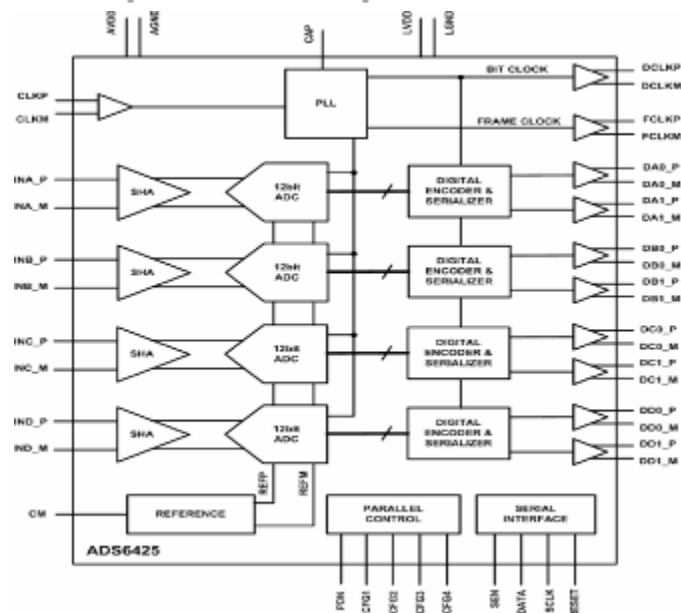 AVDD
AGND
CAP
LVDD
LGND
CLKP
CLKM
PLL
BIT CLOCK
DCLKP
DCLKM
FRAME CLOCK
FCLKP
FCLKM
INA_P
INA_M
SHA
12bit
ADC
DIGITAL
ENCODER &
SERIALIZER
DA0_P
DA0_M
DA1_P
DA1_M
INB_P
INB_M
SHA
12bit
ADC
DIGITAL
ENCODER &
SERIALIZER
DB0_P
DB0_M
DB1_P
DB1_M
INC_P
INC_M
SHA
12bit
ADC
DIGITAL
ENCODER &
SERIALIZER
DC0_P
DC0_M
DC1_P
DC1_M
IND_P
IND_M
SHA
12bit
ADC
DIGITAL
ENCODER &
SERIALIZER
DD0_P
DD0_M
DD1_P
DD1_M
REFP
REFM
CM
REFERENCE
PARALLEL
CONTROL
SERIAL
INTERFACE
ADS6425
PDN
CFG1
CFG2
CFG3
CFG4
SEN
SDATA
SCLK
RESET